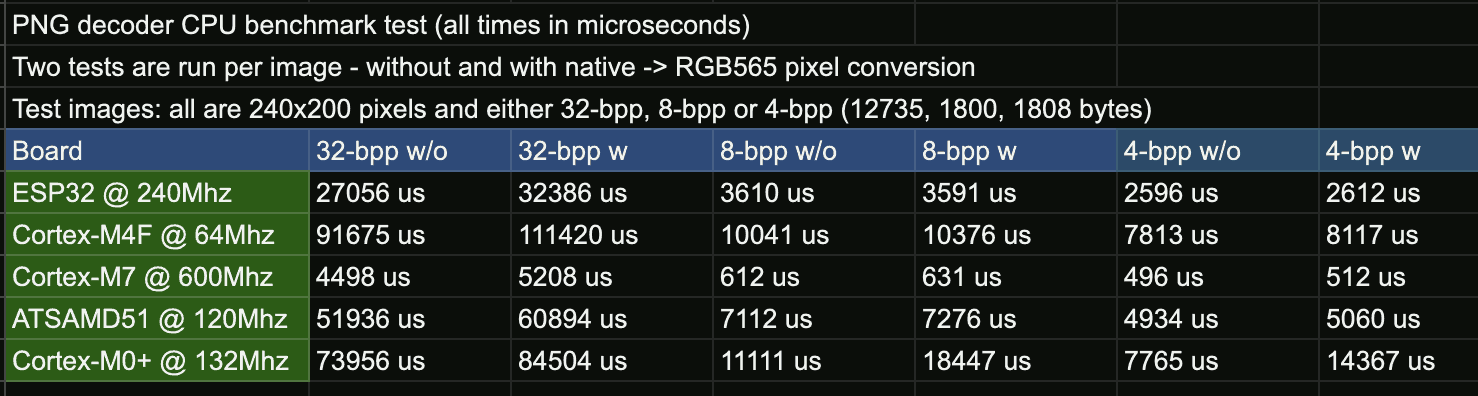 PNG decoder CPU benchmark test (all times in microseconds)
Two tests are run per image - without and with native -> RGB565 pixel conversion
Test images: all are 240x200 pixels and either 32-bpp, 8-bpp or 4-bpp (12735, 1800, 1808 bytes)
Board 32-bpp w/o 32-bpp w 8-bpp w/o 8-bpp w 4-bpp w/o 4-bpp w
ESP32 @ 240Mhz 27056 us 32386 us 3610 us 3591 us 2596 us 2612 us
Cortex-M4F @ 64Mhz 91675 us 111420 us 10041 us 10376 us 7813 us 8117 us
Cortex-M7 @ 600Mhz 4498 us 5208 us 612 us 631 us 496 us 512 us
ATSAMD51 @ 120Mhz 51936 us 60894 us 7112 us 7276 us 4934 us 5060 us
Cortex-M0+ @ 132Mhz 73956 us 84504 us 11111 us 18447 us 7765 us 14367 us